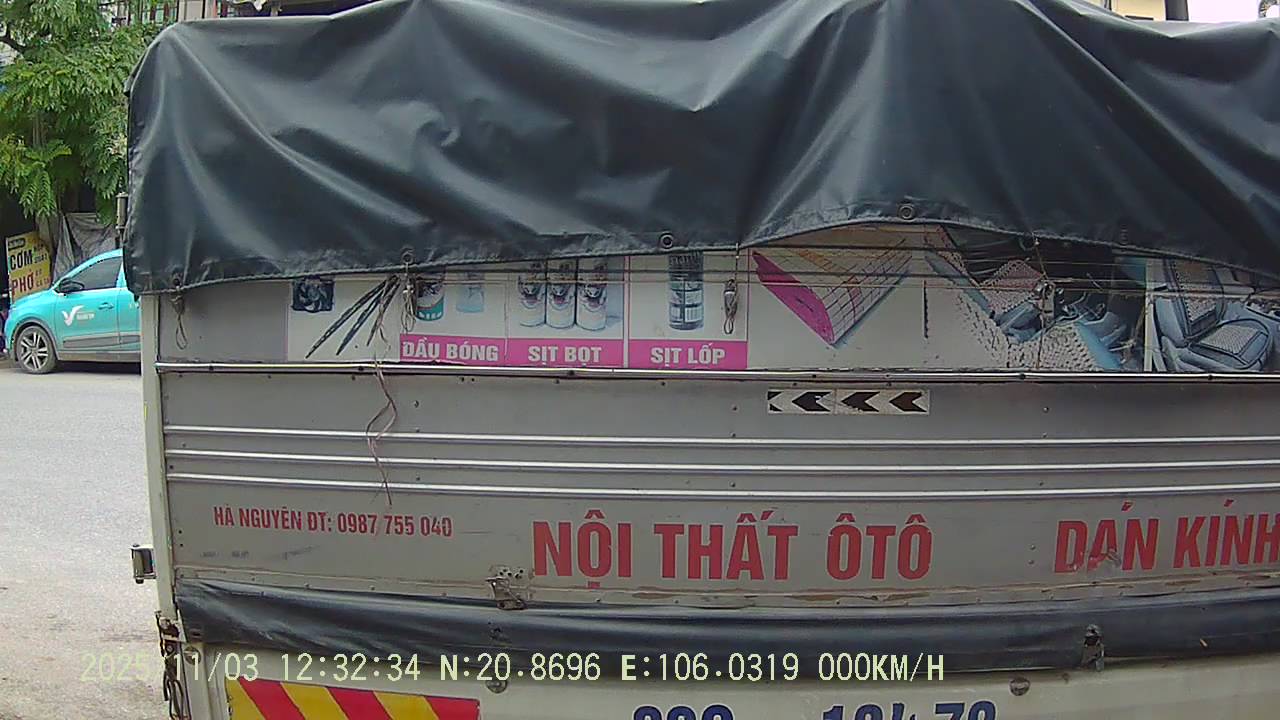 CƠM
PHỞ
ĐẦU BÓNG
SỊT BỌT
SỊT LỐP
HÀ NGUYÊN ĐT: 0987 755 040
NỘI THẤT ÔTÔ
DÁN KÍNH
2025/11/03 12:32:34 N:20.8696 E:106.0319 000KM/H